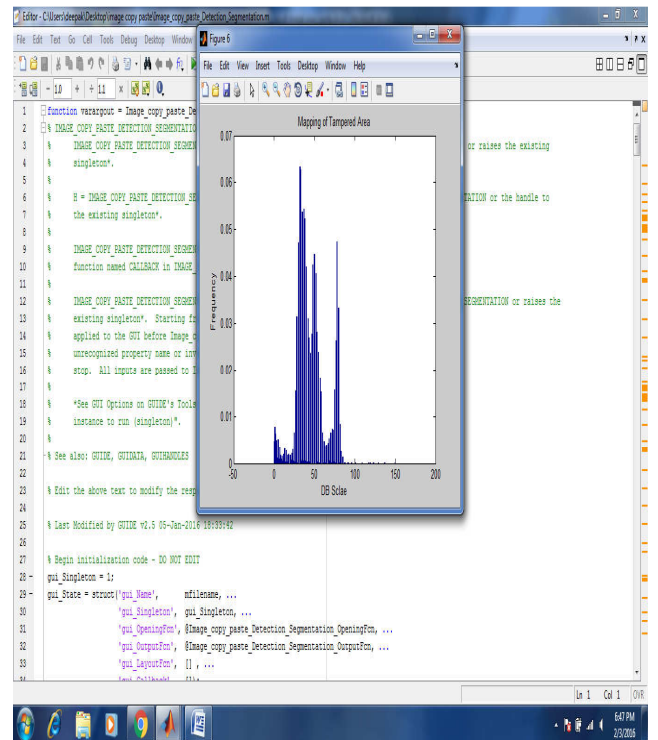 Editor - C:\Users\deepak\Desktop\image copy paste\Image_copy_paste_Detection_Segmentation.m
File Edit Text Go Cell Tools Debug Desktop Window
1.0 1.1
1 function varargout = Image_copy_paste_De
2 % IMAGE_COPY_PASTE_DETECTION_SEGMENTATIO
3 % IMAGE_COPY_PASTE_DETECTION_SEGMEN or raises the existing
4 % singleton*.
5 %
6 % H = IMAGE_COPY_PASTE_DETECTION_SE TATION or the handle to
7 % the existing singleton*.
8 %
9 % IMAGE_COPY_PASTE_DETECTION_SEGMEN
10 % function named CALLBACK in IMAGE_
11 %
12 % IMAGE_COPY_PASTE_DETECTION_SEGMEN SEGMENTATION or raises the
13 % existing singleton*. Starting fr
14 % applied to the GUI before Image_c
15 % unrecognized property name or inv
16 % stop. All inputs are passed to I
17 %
18 % *See GUI Options on GUIDE's Tools
19 % instance to run (singleton)".
20 %
21 % See also: GUIDE, GUIDATA, GUIHANDLES
22
23 % Edit the above text to modify the resp
24
25 % Last Modified by GUIDE v2.5 05-Jan-2016 18:33:42
26
27 % Begin initialization code - DO NOT EDIT
28 - gui_Singleton = 1;
29 - gui_State = struct('gui_Name', mfilename, ...
30 'gui_Singleton', gui_Singleton, ...
31 'gui_OpeningFcn', @Image_copy_paste_Detection_Segmentation_OpeningFcn, ...
32 'gui_OutputFcn', @Image_copy_paste_Detection_Segmentation_OutputFcn, ...
33 'gui_LayoutFcn', [] , ...
Figure 6
File Edit View Insert Tools Desktop Window Help
Mapping of Tampered Area
0.07
0.06
0.05
0.04
0.03
0.02
0.01
0
Frequency
-50 0 50 100 150 200
DB Sclae
Ln 1 Col 1 OVR
6:47 PM
2/3/2016